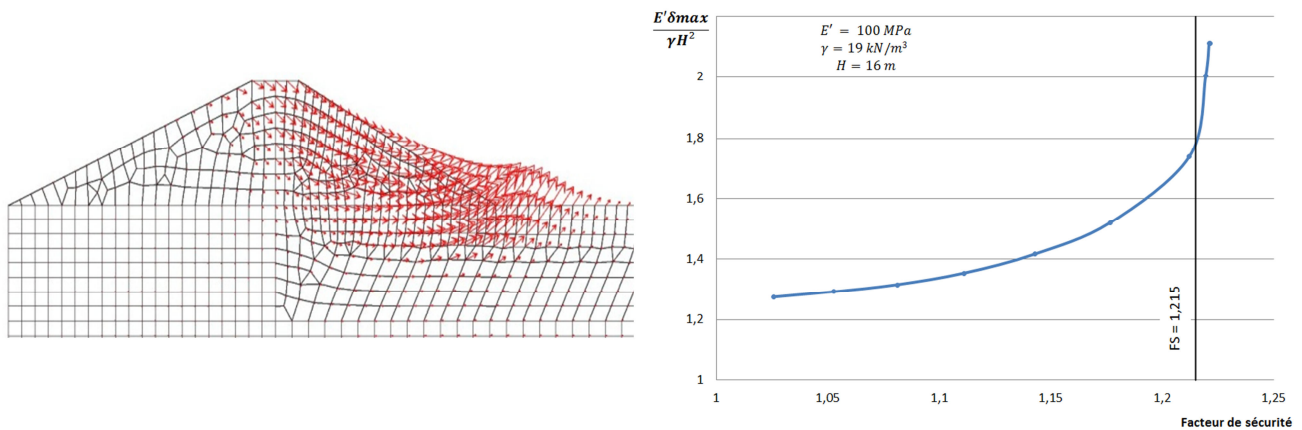 E′δmax
γH²
E′ = 100 MPa
γ = 19 kN/m³
H = 16 m
2
1,8
1,6
1,4
1,2
1
FS = 1,215
1
1,05
1,1
1,15
1,2
1,25
Facteur de sécurité